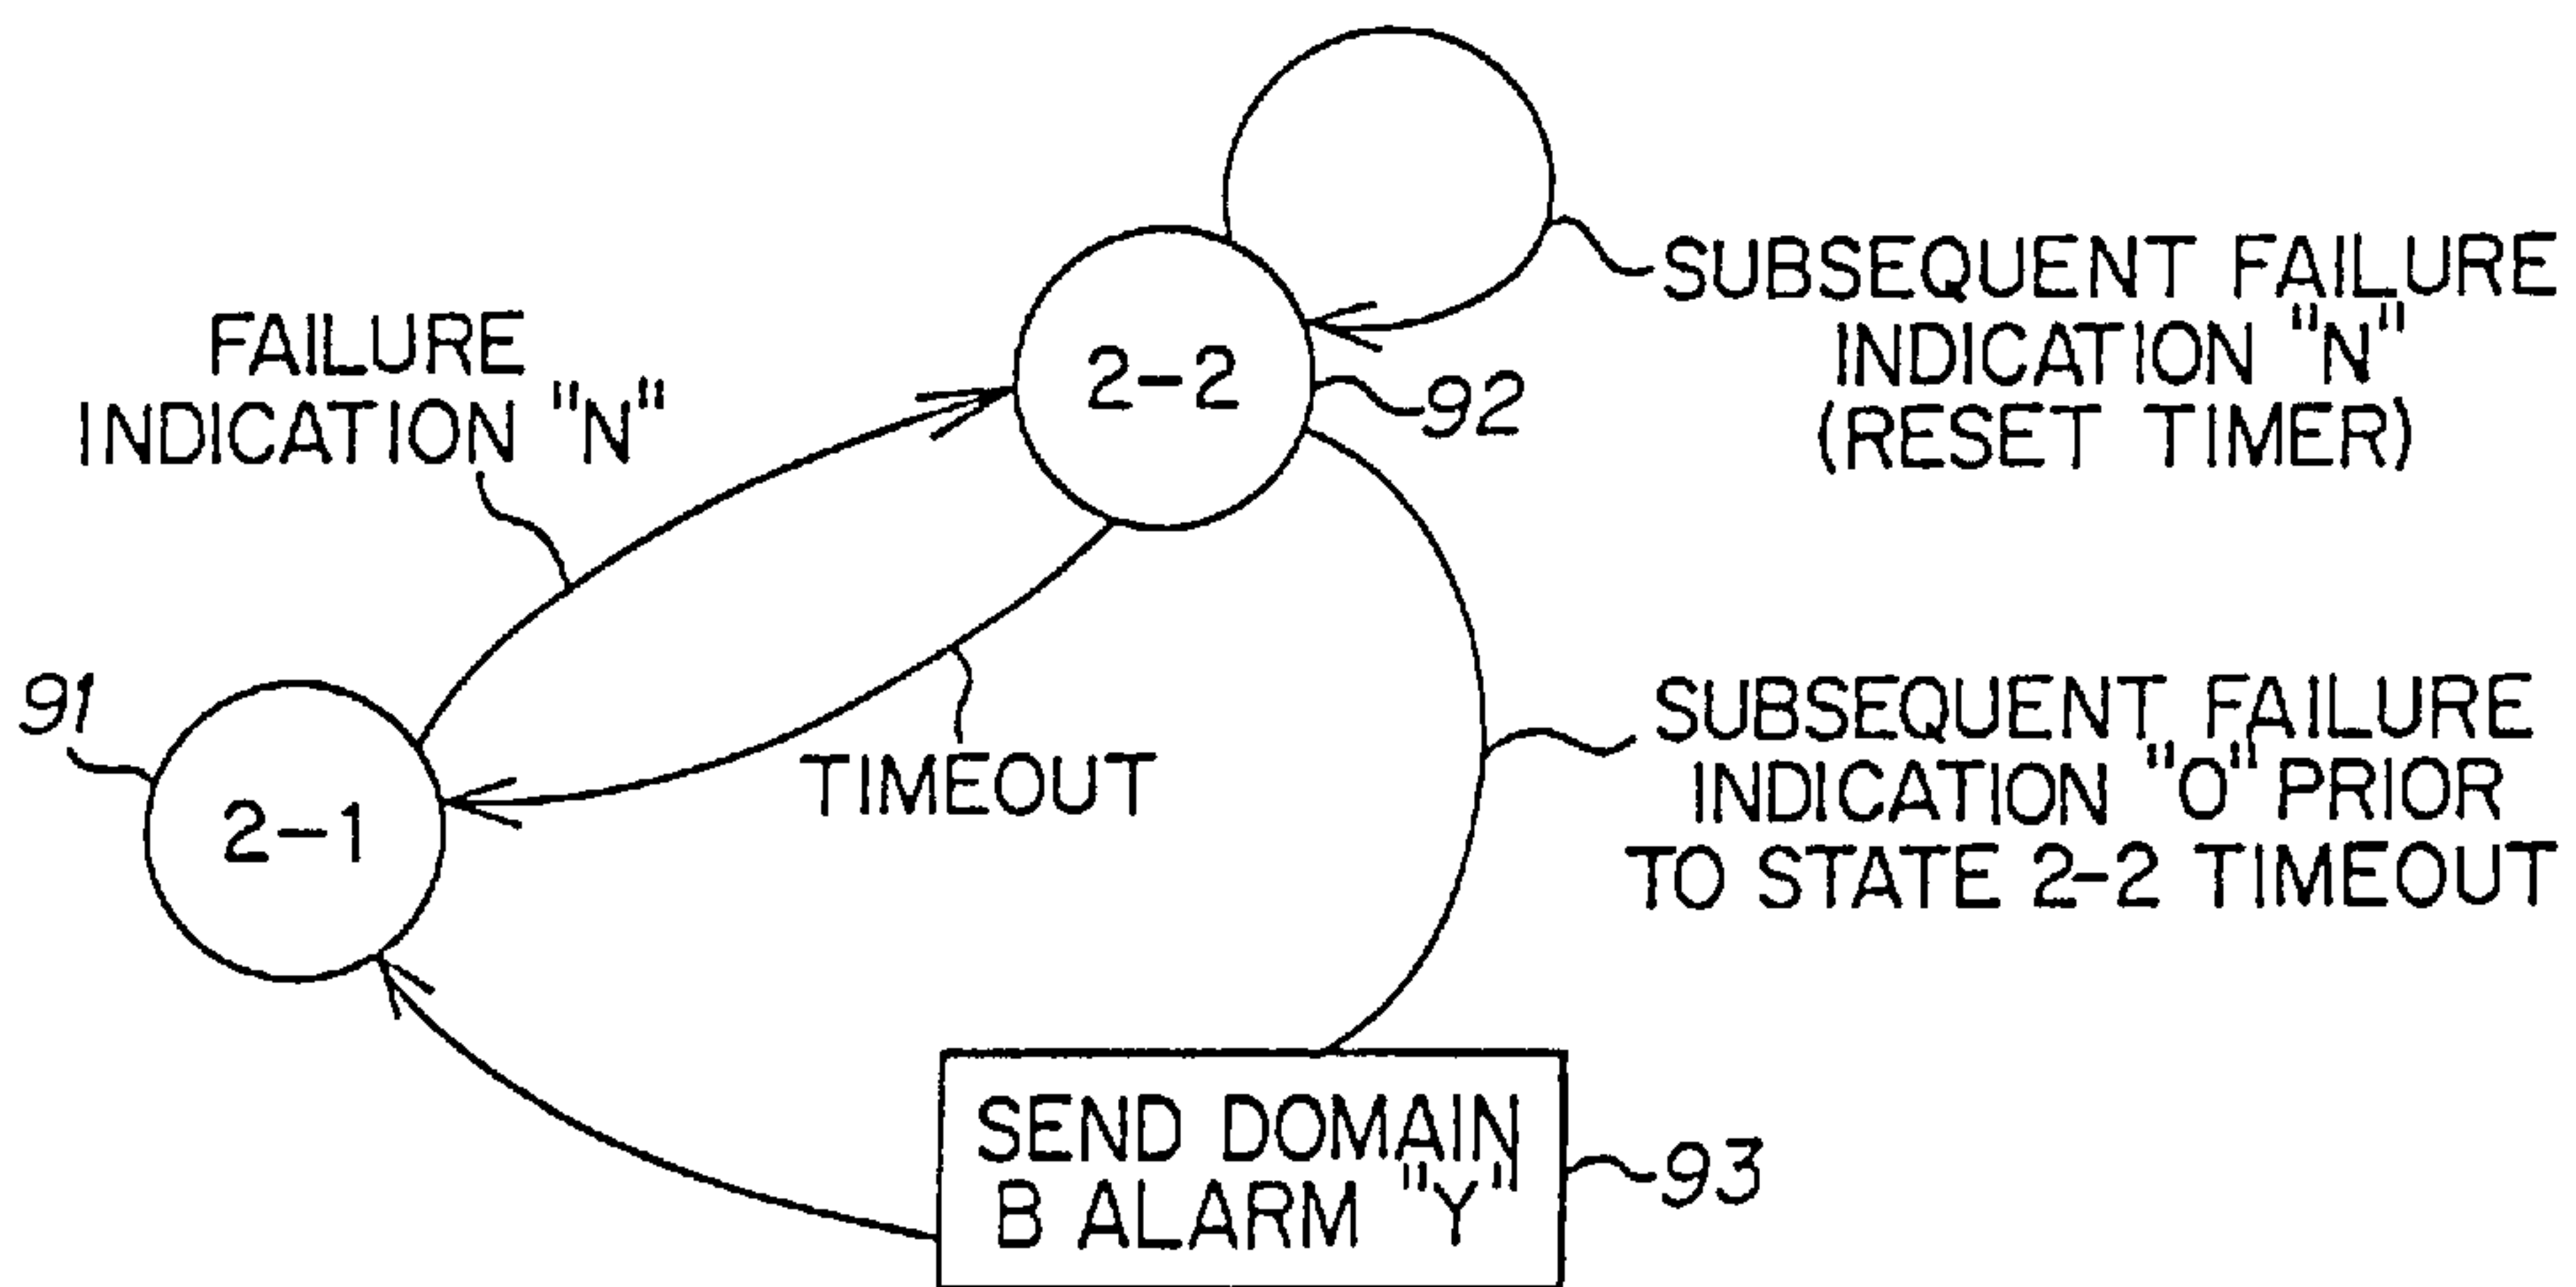 SUBSEQUENT FAILURE
INDICATION "N"
(RESET TIMER)
FAILURE
INDICATION "N"
2-2
92
TIMEOUT
SUBSEQUENT FAILURE
INDICATION "O" PRIOR
TO STATE 2-2 TIMEOUT
91
2-1
SEND DOMAIN
B ALARM "Y"
93